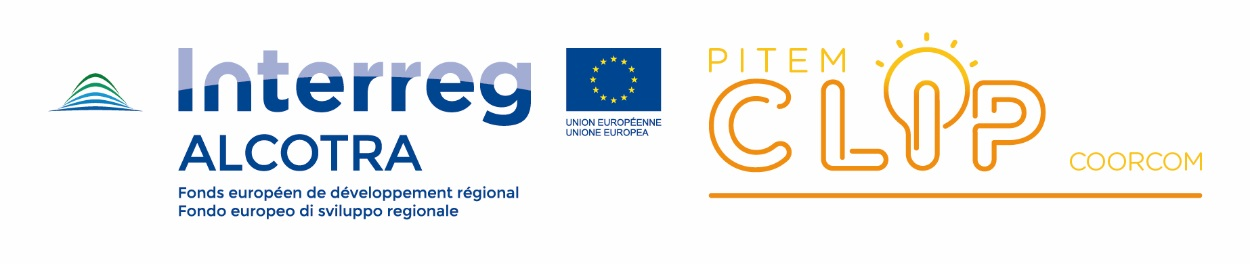 Interreg
ALCOTRA
Fonds européen de développement régional
Fondo europeo di sviluppo regionale
UNION EUROPÉENNE
UNIONE EUROPEA
PITEM
CLIP
COORCOM